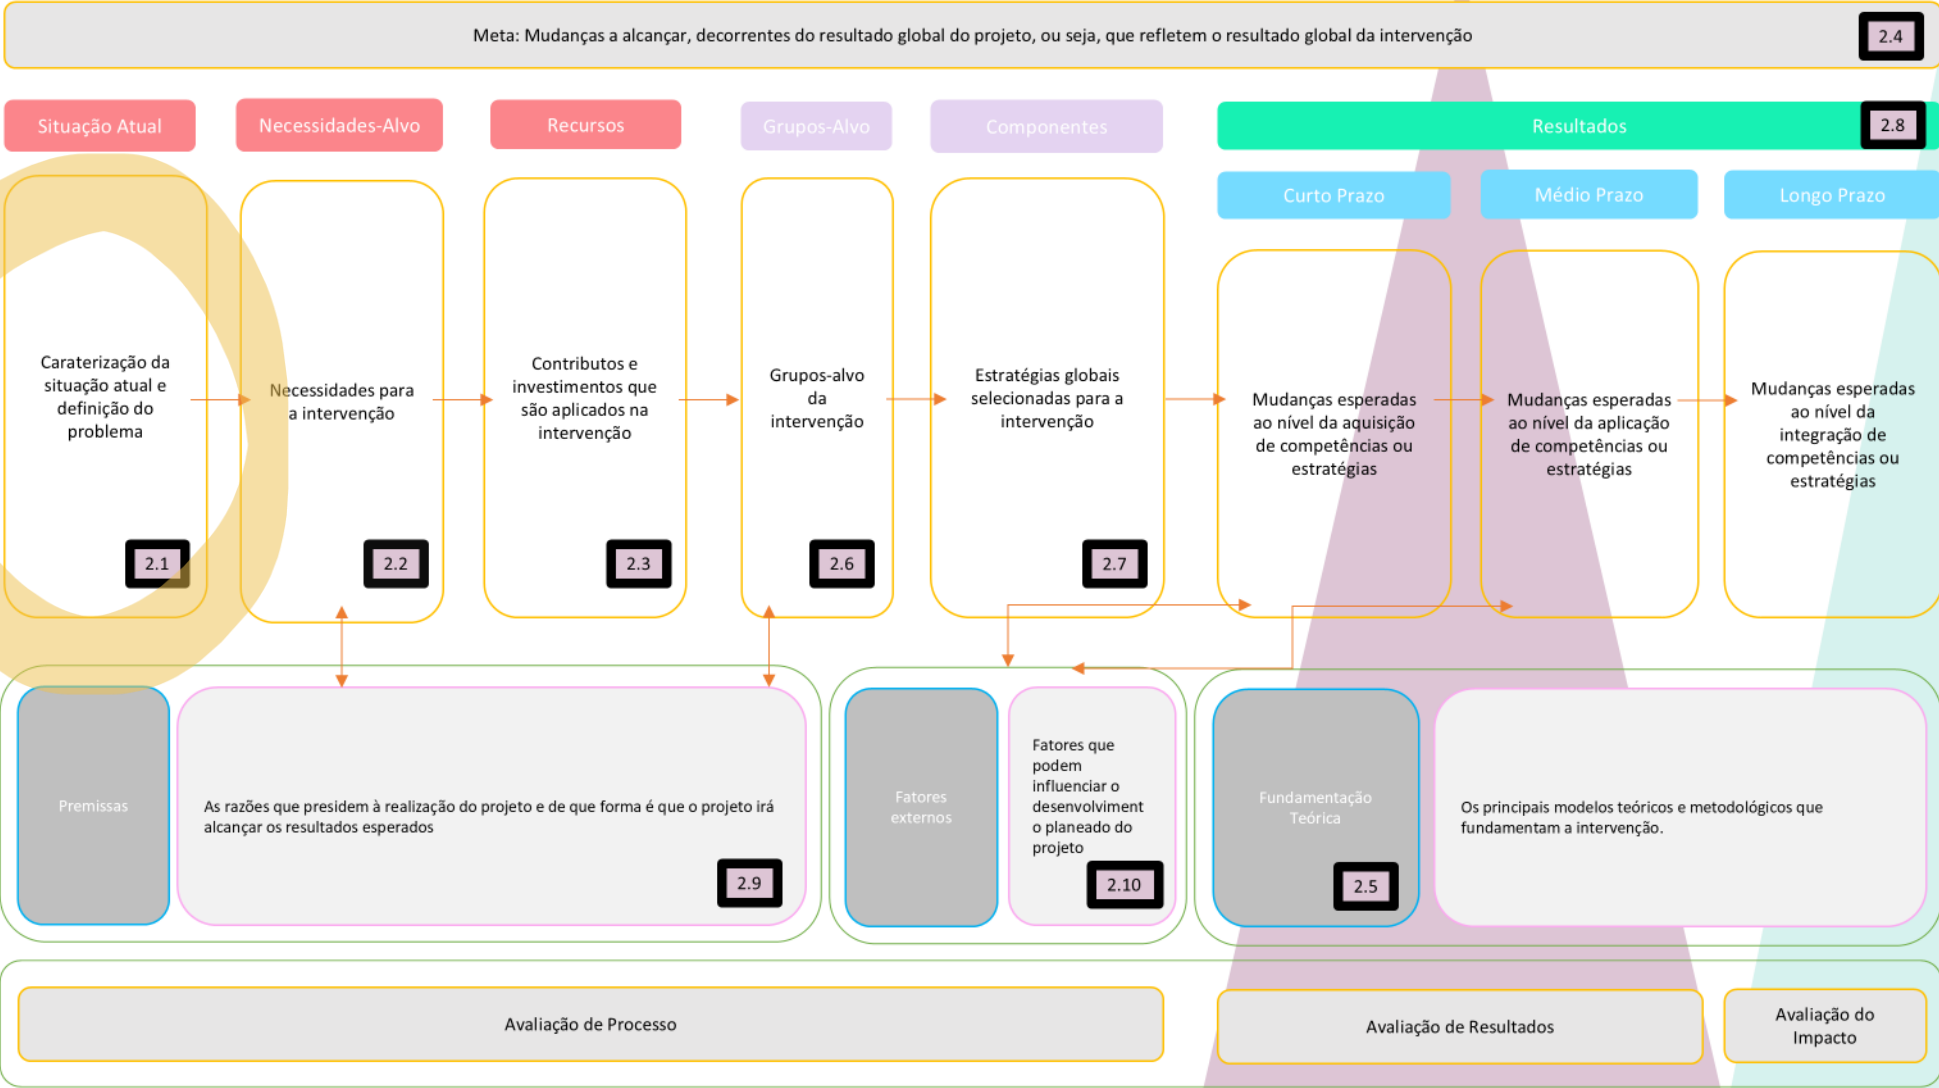 Meta: Mudanças a alcançar, decorrentes do resultado global do projeto, ou seja, que refletem o resultado global da intervenção
2.4
Situação Atual
Necessidades-Alvo
Recursos
Grupos-Alvo
Componentes
Resultados
2.8
Curto Prazo
Médio Prazo
Longo Prazo
Caraterização da
situação atual e
definição do
problema
2.1
Necessidades para
a intervenção
2.2
Contributos e
investimentos que
são aplicados na
intervenção
2.3
Grupos-alvo
da
intervenção
2.6
Estratégias globais
selecionadas para a
intervenção
2.7
Mudanças esperadas
ao nível da aquisição
de competências ou
estratégias
Mudanças esperadas
ao nível da aplicação
de competências ou
estratégias
Mudanças esperadas
ao nível da
integração de
competências ou
estratégias
Premissas
As razões que presidem à realização do projeto e de que forma é que o projeto irá
alcançar os resultados esperados
2.9
Fatores
externos
Fatores que
podem
influenciar o
desenvolviment
o planeado do
projeto
2.10
Fundamentação
Teórica
2.5
Os principais modelos teóricos e metodológicos que
fundamentam a intervenção.
Avaliação de Processo
Avaliação de Resultados
Avaliação do
Impacto